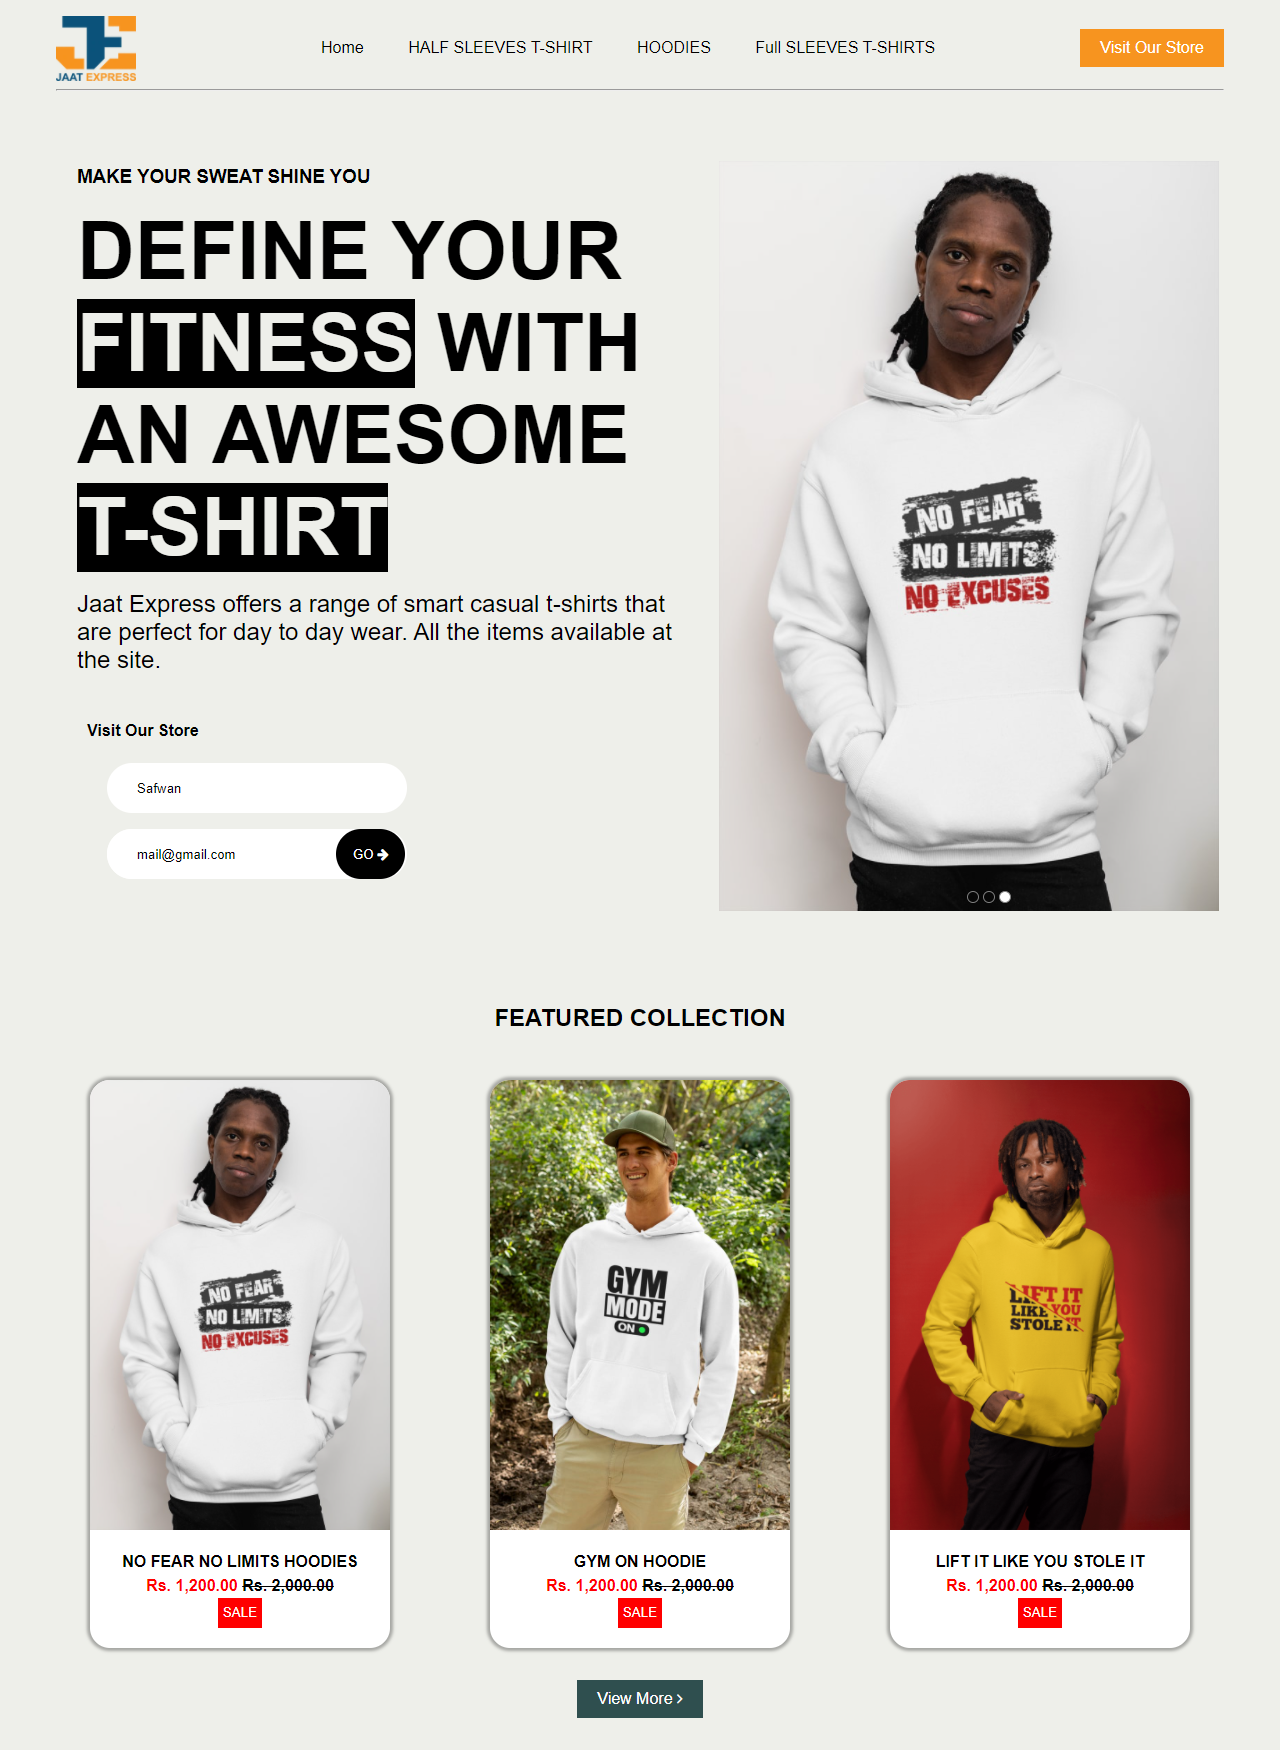 JAAT EXPRESS
Home HALF SLEEVES T-SHIRT HOODIES Full SLEEVES T-SHIRTS Visit Our Store
MAKE YOUR SWEAT SHINE YOU
DEFINE YOUR
FITNESS WITH
AN AWESOME
T-SHIRT
Jaat Express offers a range of smart casual t-shirts that
are perfect for day to day wear. All the items available at
the site.
Visit Our Store
Safwan
mail@gmail.com GO
NO FEAR
NO LIMITS
NO EXCUSES
FEATURED COLLECTION
NO FEAR
NO LIMITS
NO EXCUSES
NO FEAR NO LIMITS HOODIES
Rs. 1,200.00 Rs. 2,000.00
SALE
GYM
MODE
ON
GYM ON HOODIE
Rs. 1,200.00 Rs. 2,000.00
SALE
LIFT IT
LIKE YOU
STOLE IT
LIFT IT LIKE YOU STOLE IT
Rs. 1,200.00 Rs. 2,000.00
SALE
View More